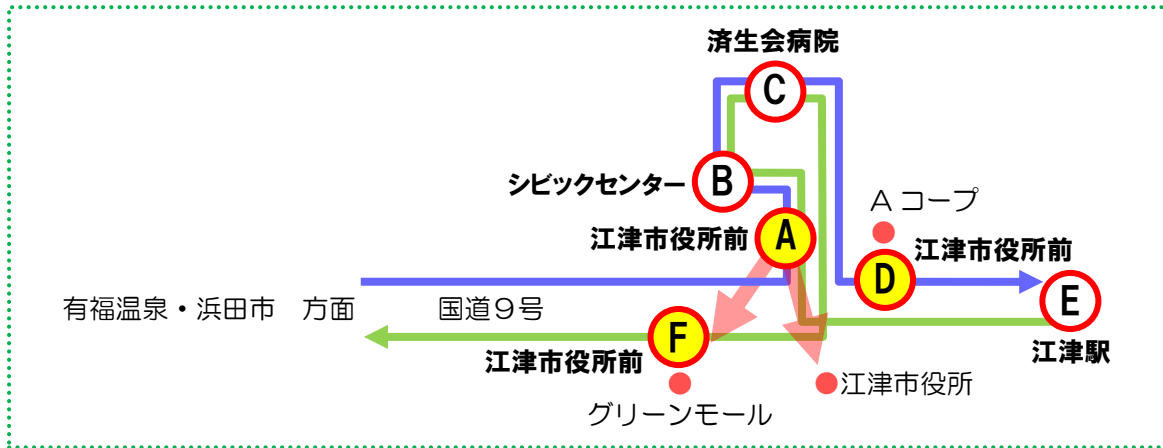 済生会病院
C
シビックセンター
B
Aコープ
江津市役所前
A
江津市役所前
D
E
有福温泉・浜田市　方面
国道9号
F
江津市役所前
江津駅
江津市役所
グリーンモール